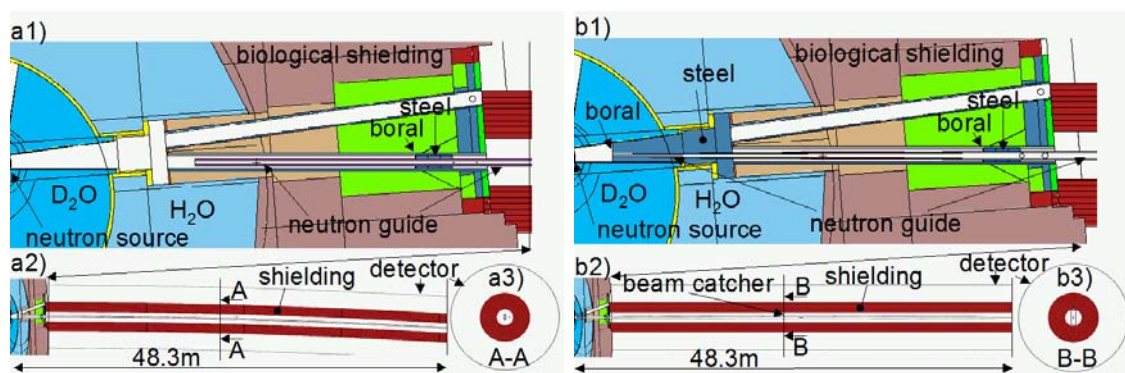 a1)
biological shielding
steel
boral
D2O
H2O
neutron source
neutron guide
a2)
shielding
detector
a3)
A
A
48.3m
A-A
b1)
biological shielding
steel
boral
steel
boral
D2O
H2O
neutron source
neutron guide
b2)
beam catcher
shielding
detector
b3)
B
B
48.3m
B-B